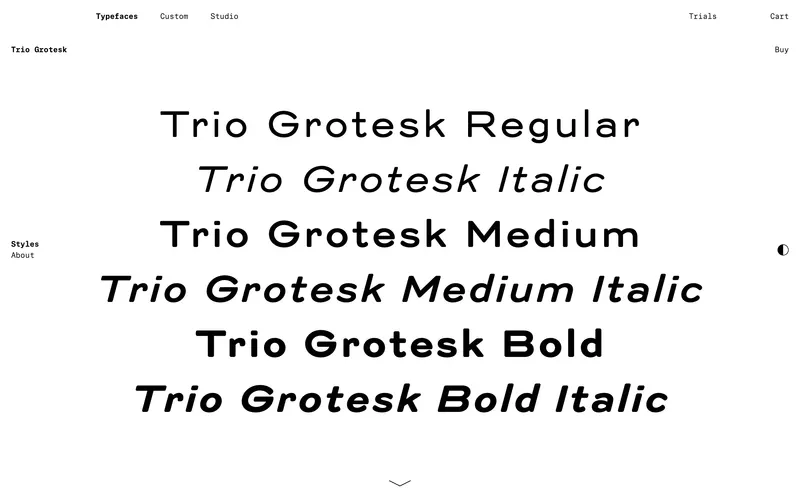 Typefaces Custom Studio Trials Cart
Trio Grotesk Buy
Trio Grotesk Regular
Trio Grotesk Italic
Trio Grotesk Medium
Styles
About
Trio Grotesk Medium Italic
Trio Grotesk Bold
Trio Grotesk Bold Italic